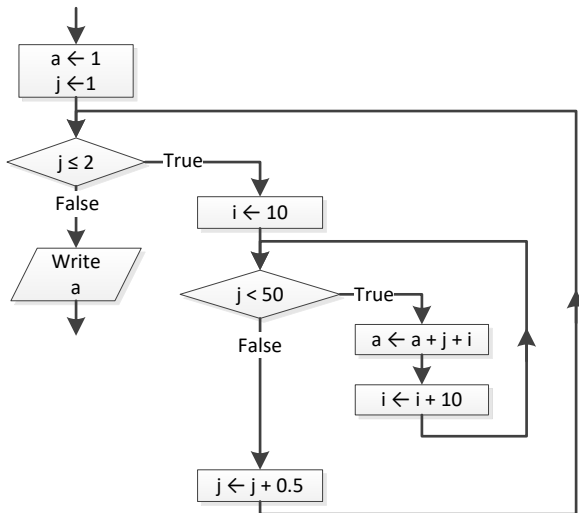 a ← 1
j ←1
j ≤ 2
True
False
i ← 10
Write
a
j < 50
True
False
a ← a + j + i
i ← i + 10
j ← j + 0.5